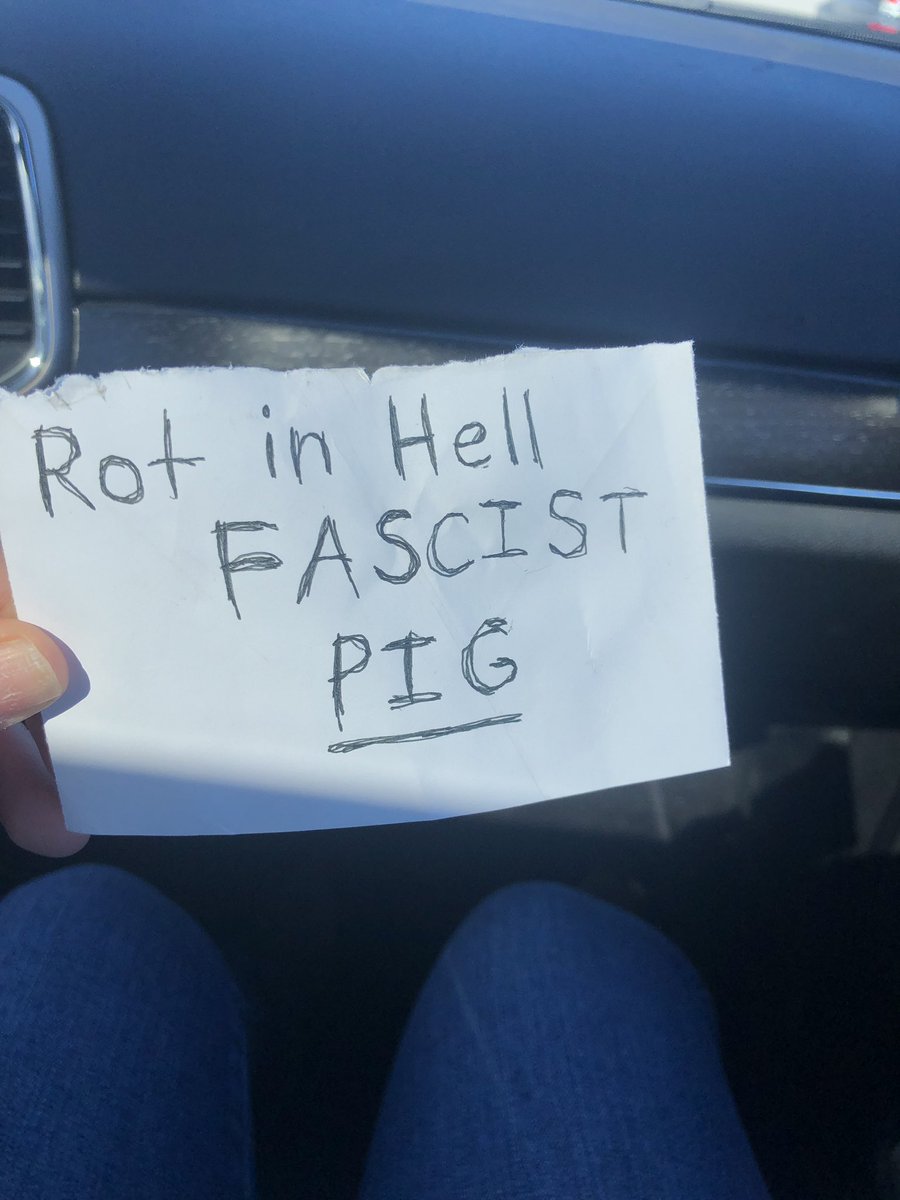 Rot in Hell
FASCIST
PIG